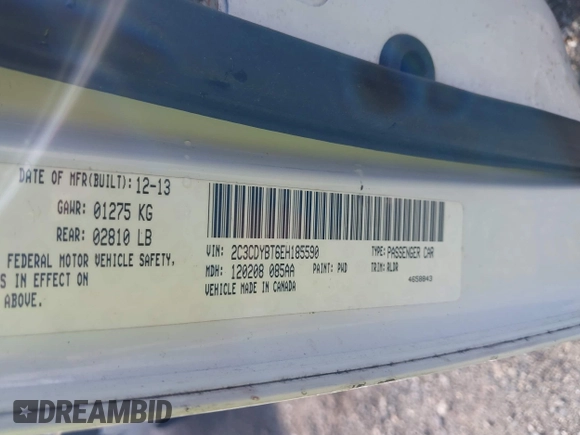 DATE OF MFR(BUILT): 12-13
GAWR: 01275 KG
REAR: 02810 LB
FEDERAL MOTOR VEHICLE SAFETY,
S IN EFFECT ON
ABOVE.
VIN: 2C3CDYBT6EH185590
TYPE: PASSENGER CAR
MDH: 120208 085AA
PAINT: PWD
TRIM: RLDR
VEHICLE MADE IN CANADA
4658043
DREAMBID